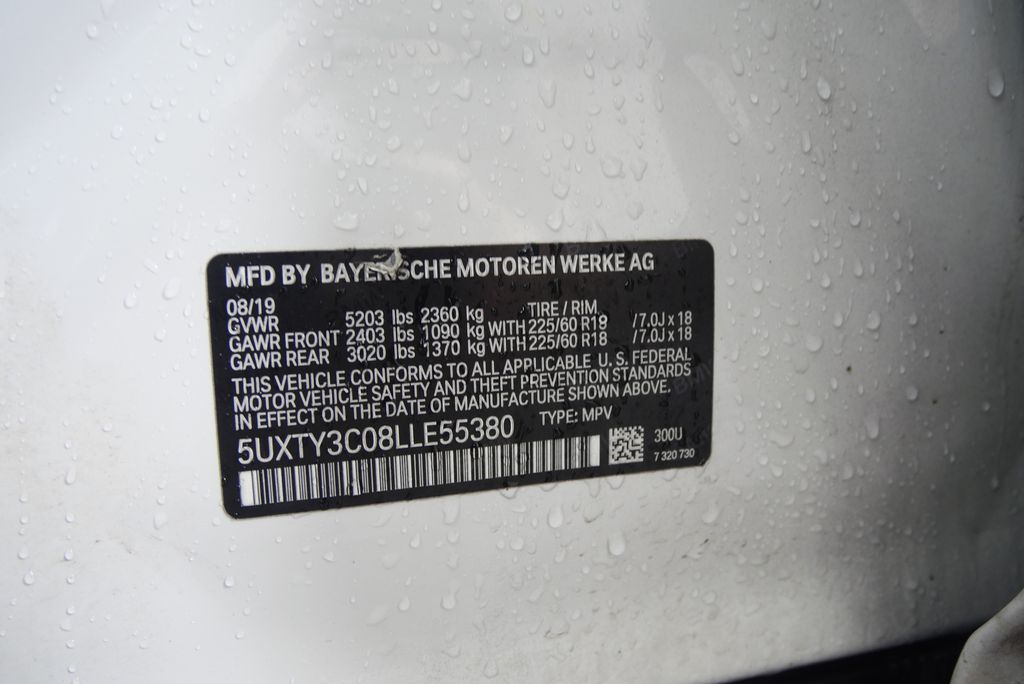 MFD BY BAYERISCHE MOTOREN WERKE AG
08/19 TIRE / RIM
GVWR 5203 lbs 2360 kg
GAWR FRONT 2403 lbs 1090 kg WITH 225/60 R19 / 7.0J x 18
GAWR REAR 3020 lbs 1370 kg WITH 225/60 R18 / 7.0J x 18
THIS VEHICLE CONFORMS TO ALL APPLICABLE U. S. FEDERAL
MOTOR VEHICLE SAFETY AND THEFT PREVENTION STANDARDS
IN EFFECT ON THE DATE OF MANUFACTURE SHOWN ABOVE.
5UXTY3C08LLE55380 TYPE: MPV
300U
7 320 730